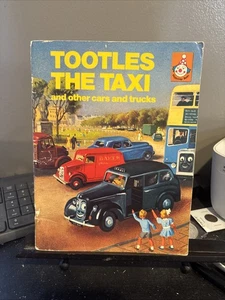 TOOTLES
THE TAXI
and other cars and trucks